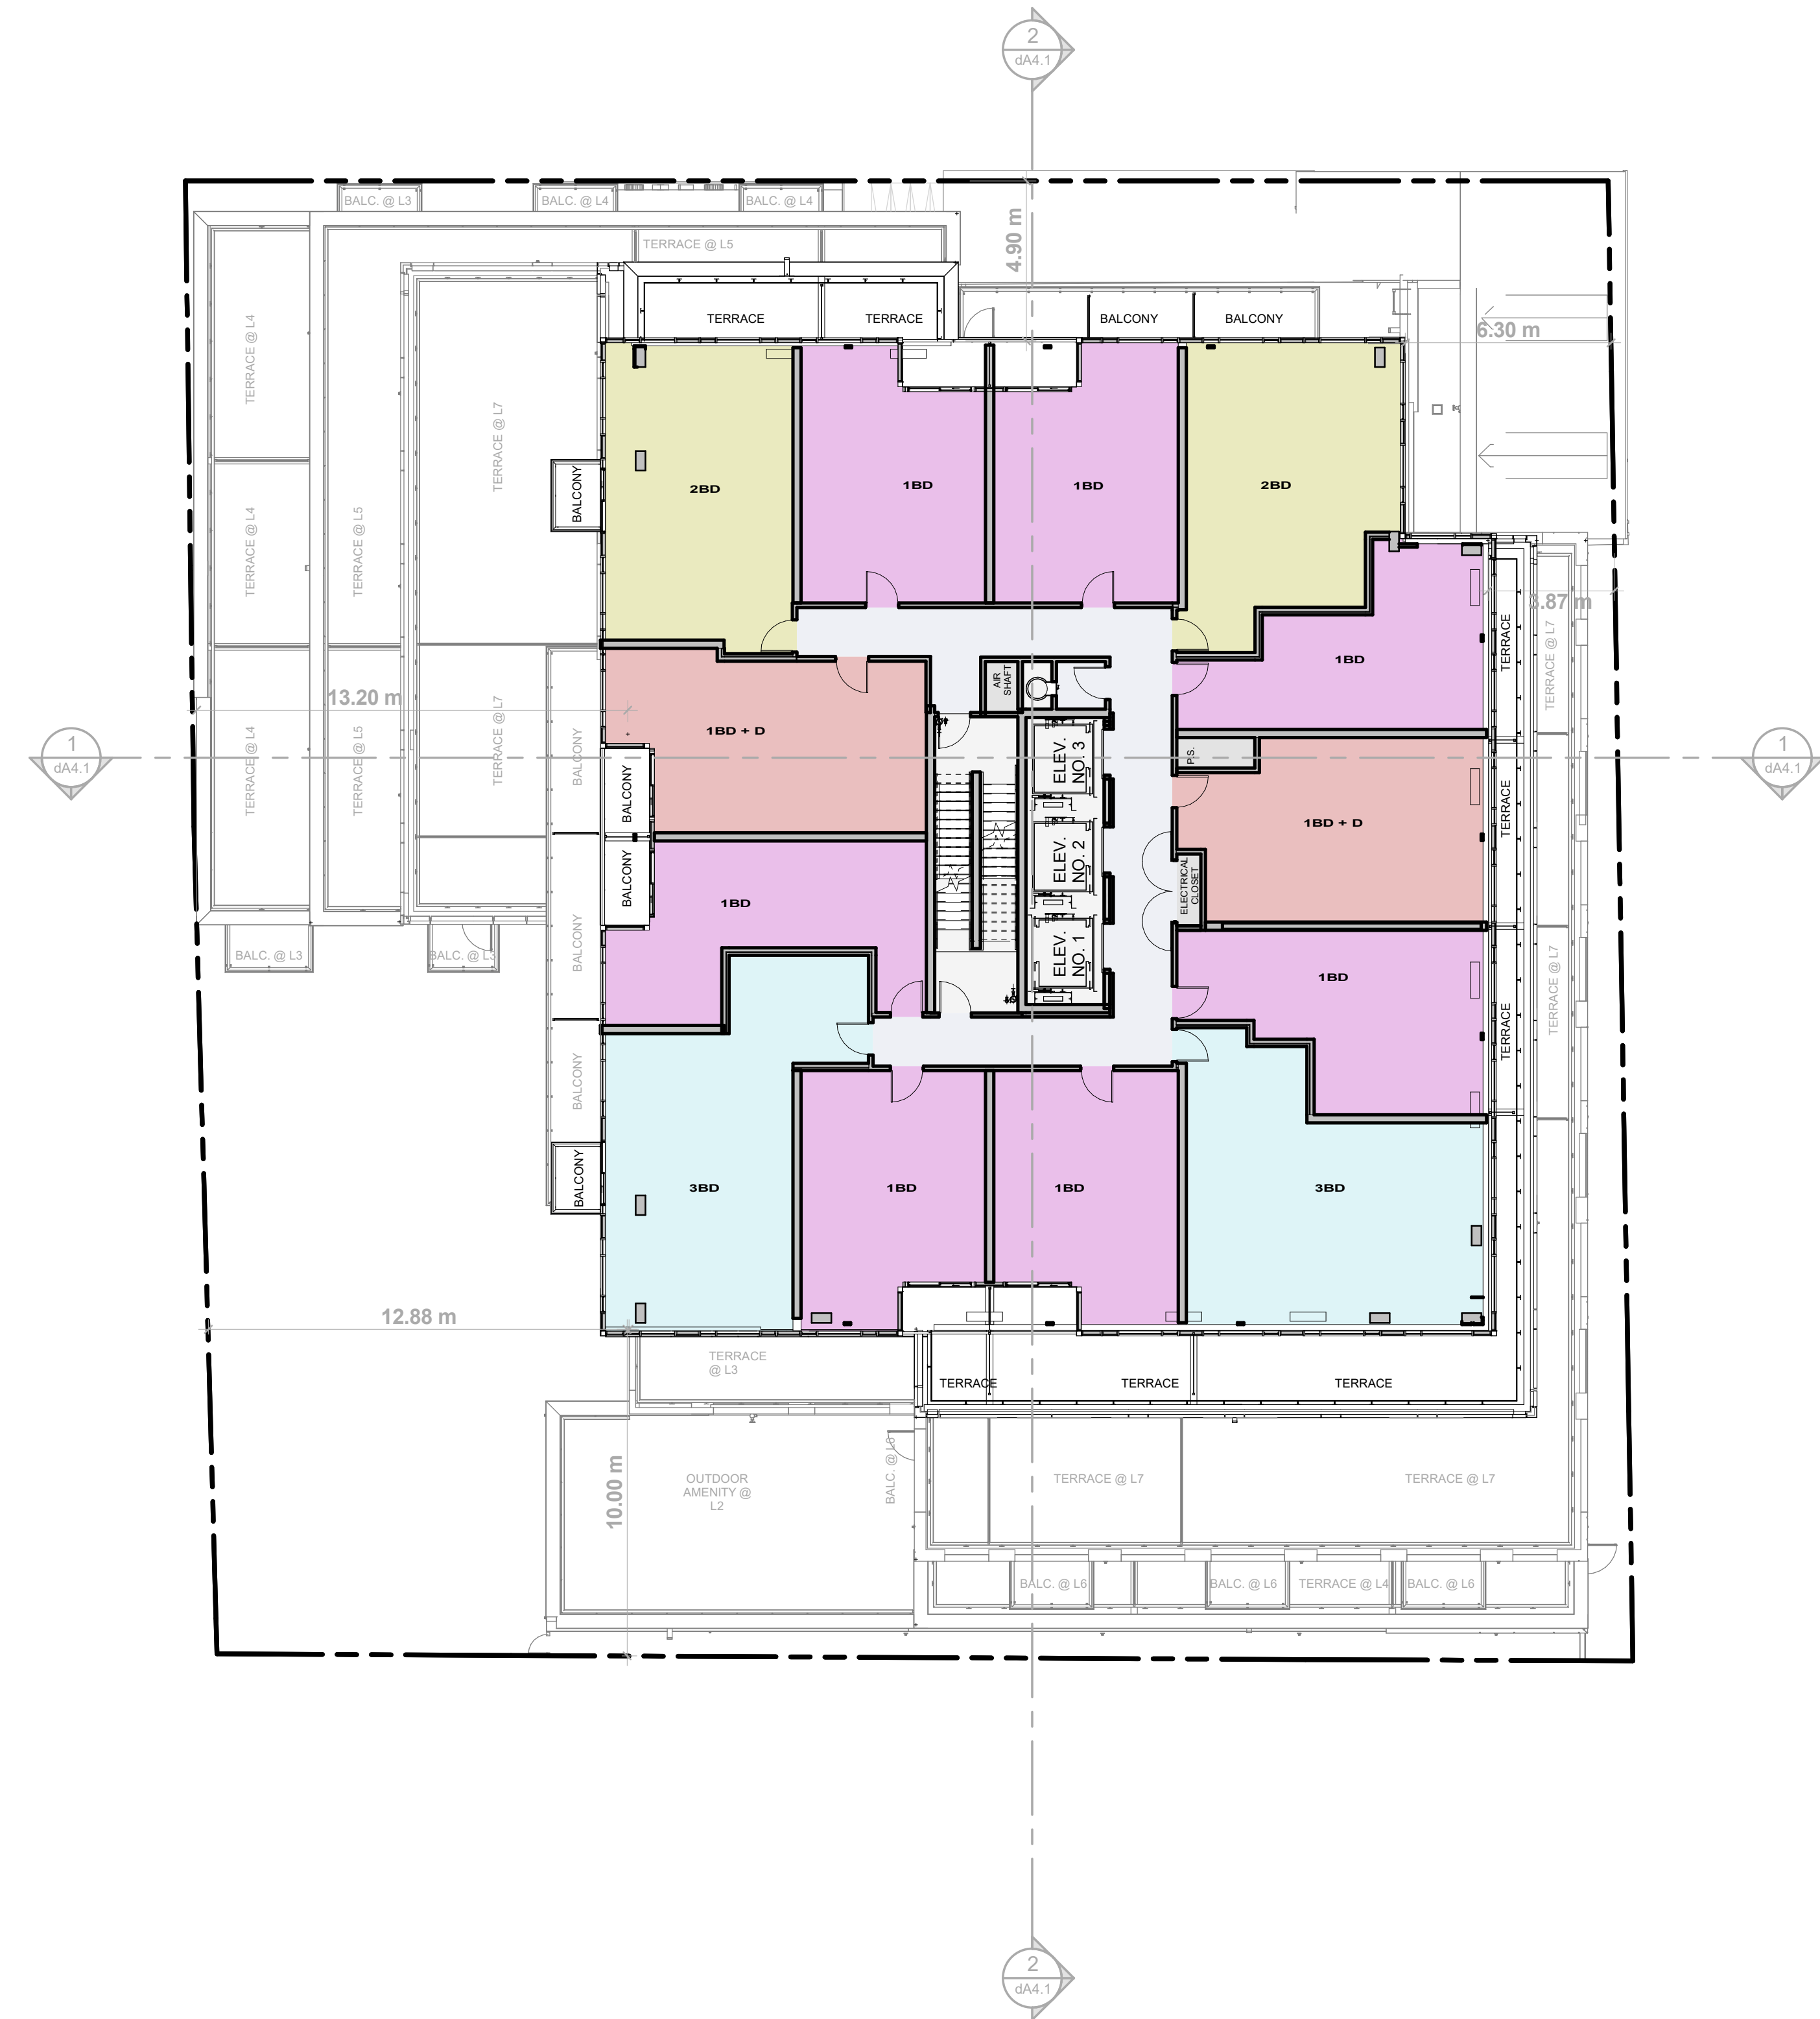 2
dA4.1
BALC. @ L3
BALC. @ L4
BALC. @ L4
4.90 m
TERRACE @ L5
TERRACE
TERRACE
BALCONY
BALCONY
6.30 m
TERRACE @ L4
TERRACE @ L7
BALCONY
2BD
1BD
1BD
2BD
TERRACE @ L4
TERRACE @ L5
3.87 m
TERRACE
TERRACE @ L7
1BD
AIR
SHAFT
13.20 m
1BD + D
TERRACE @ L4
TERRACE @ L5
TERRACE @ L7
BALCONY
BALCONY
ELEV.
NO. 3
P.S.
1
dA4.1
1
dA4.1
1BD + D
TERRACE
ELEV.
NO. 2
ELECTRICAL
CLOSET
BALCONY
1BD
BALC. @ L3
BALC. @ L3
BALCONY
ELEV.
NO. 1
1BD
TERRACE
TERRACE @ L7
BALCONY
BALCONY
3BD
1BD
1BD
3BD
12.88 m
TERRACE
@ L3
TERRACE
TERRACE
TERRACE
10.00 m
OUTDOOR
AMENITY @
L2
BALC. @ L6
TERRACE @ L7
TERRACE @ L7
BALC. @ L6
BALC. @ L6
TERRACE @ L4
BALC. @ L6
2
dA4.1